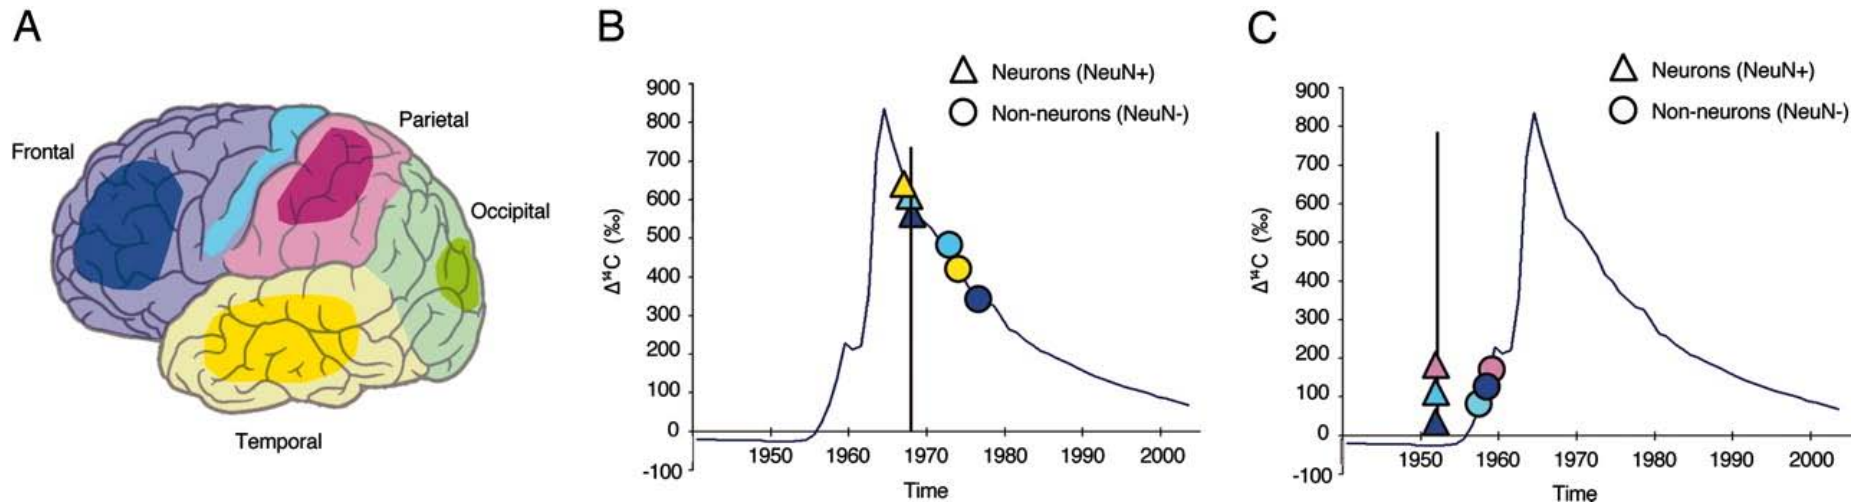 A
Frontal
Parietal
Occipital
Temporal
B
Neurons (NeuN+)
Non-neurons (NeuN-)
Δ¹⁴C (‰)
900
800
700
600
500
400
300
200
100
0
-100
1950 1960 1970 1980 1990 2000
Time
C
Neurons (NeuN+)
Non-neurons (NeuN-)
Δ¹⁴C (‰)
900
800
700
600
500
400
300
200
100
0
-100
1950 1960 1970 1980 1990 2000
Time